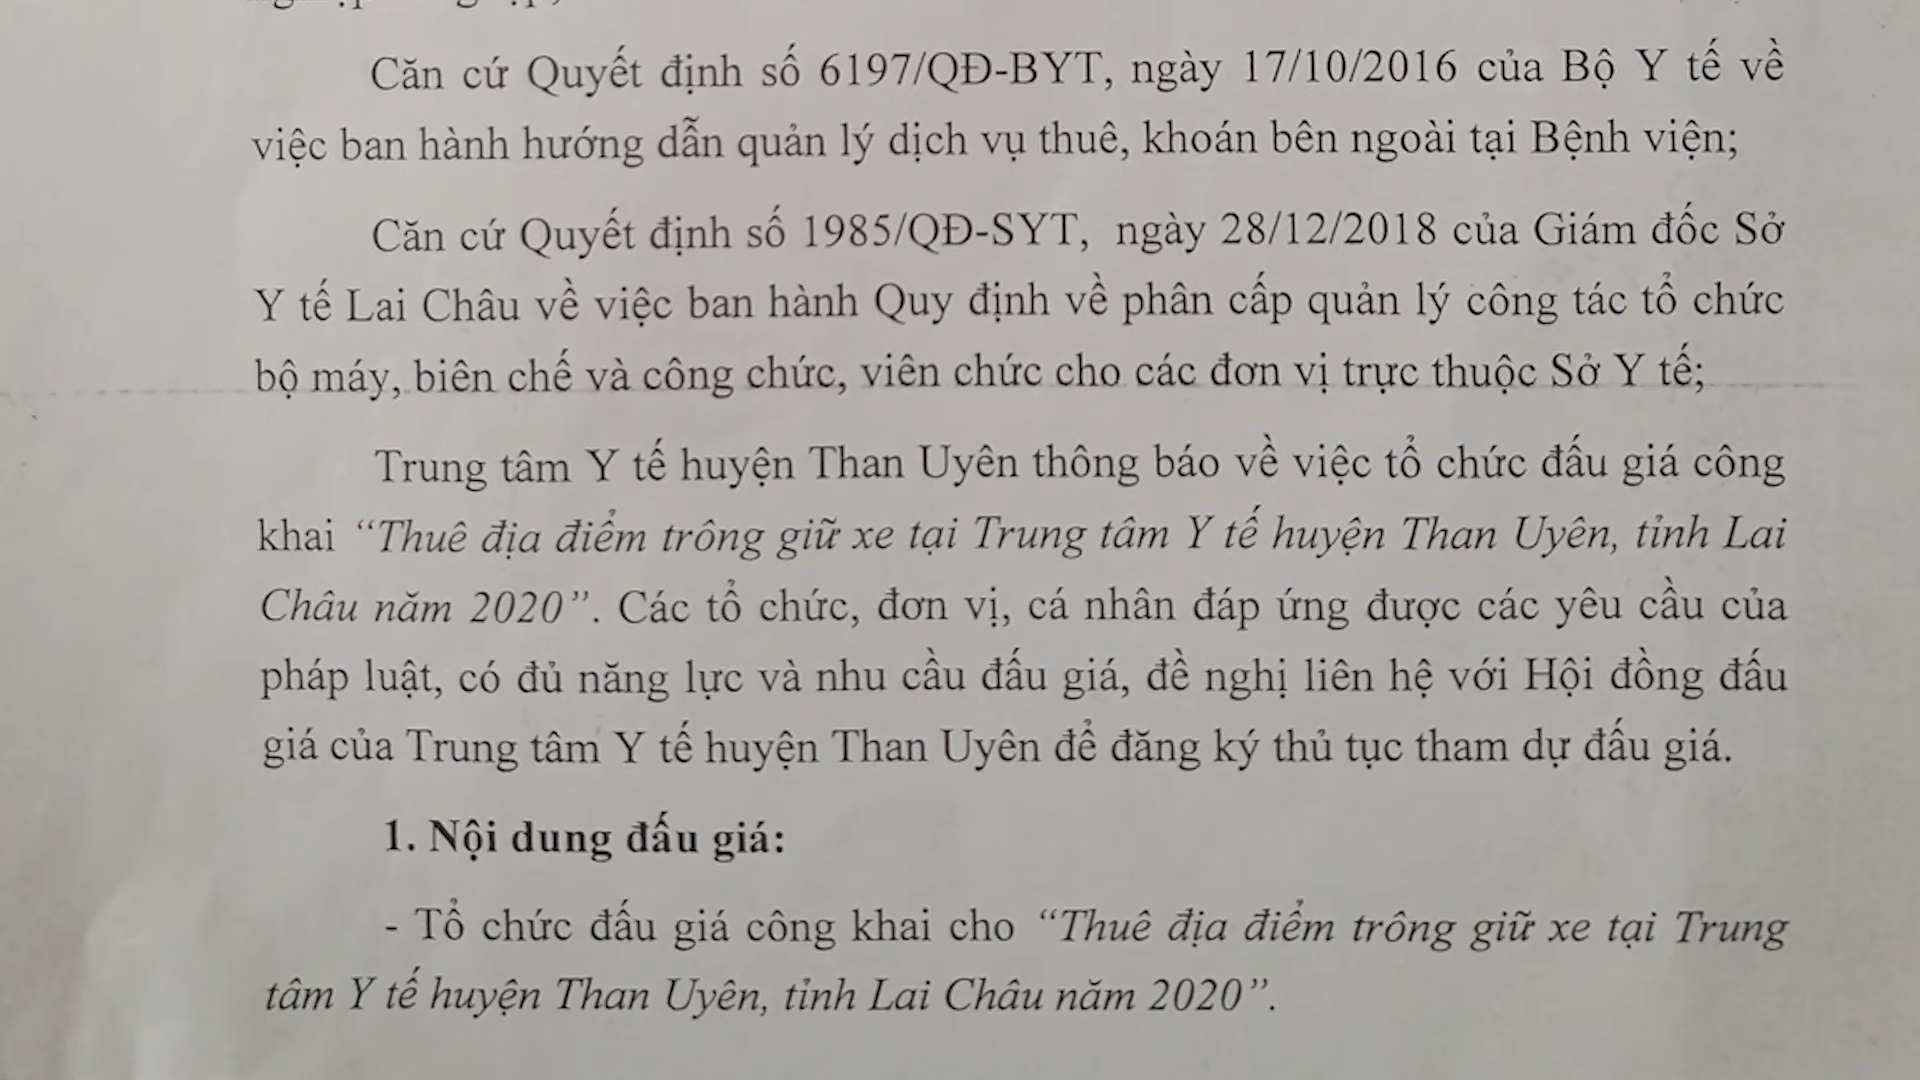 Căn cứ Quyết định số 6197/QĐ-BYT, ngày 17/10/2016 của Bộ Y tế về
việc ban hành hướng dẫn quản lý dịch vụ thuê, khoán bên ngoài tại Bệnh viện;
Căn cứ Quyết định số 1985/QĐ-SYT, ngày 28/12/2018 của Giám đốc Sở
Y tế Lai Châu về việc ban hành Quy định về phân cấp quản lý công tác tổ chức
bộ máy, biên chế và công chức, viên chức cho các đơn vị trực thuộc Sở Y tế;
Trung tâm Y tế huyện Than Uyên thông báo về việc tổ chức đấu giá công
khai “Thuê địa điểm trông giữ xe tại Trung tâm Y tế huyện Than Uyên, tỉnh Lai
Châu năm 2020”. Các tổ chức, đơn vị, cá nhân đáp ứng được các yêu cầu của
pháp luật, có đủ năng lực và nhu cầu đấu giá, đề nghị liên hệ với Hội đồng đấu
giá của Trung tâm Y tế huyện Than Uyên để đăng ký thủ tục tham dự đấu giá.
1. Nội dung đấu giá:
- Tổ chức đấu giá công khai cho “Thuê địa điểm trông giữ xe tại Trung
tâm Y tế huyện Than Uyên, tỉnh Lai Châu năm 2020”.